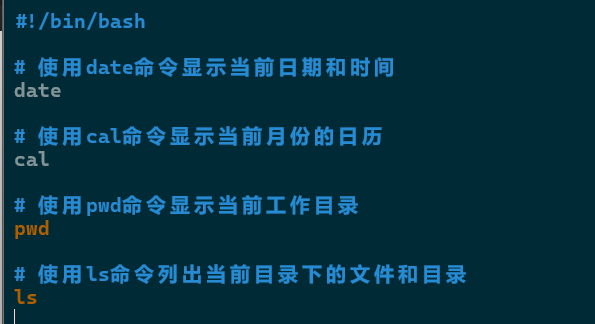 #!/bin/bash
# 使用date命令显示当前日期和时间
date
# 使用cal命令显示当前月份的日历
cal
# 使用pwd命令显示当前工作目录
pwd
# 使用ls命令列出当前目录下的文件和目录
ls